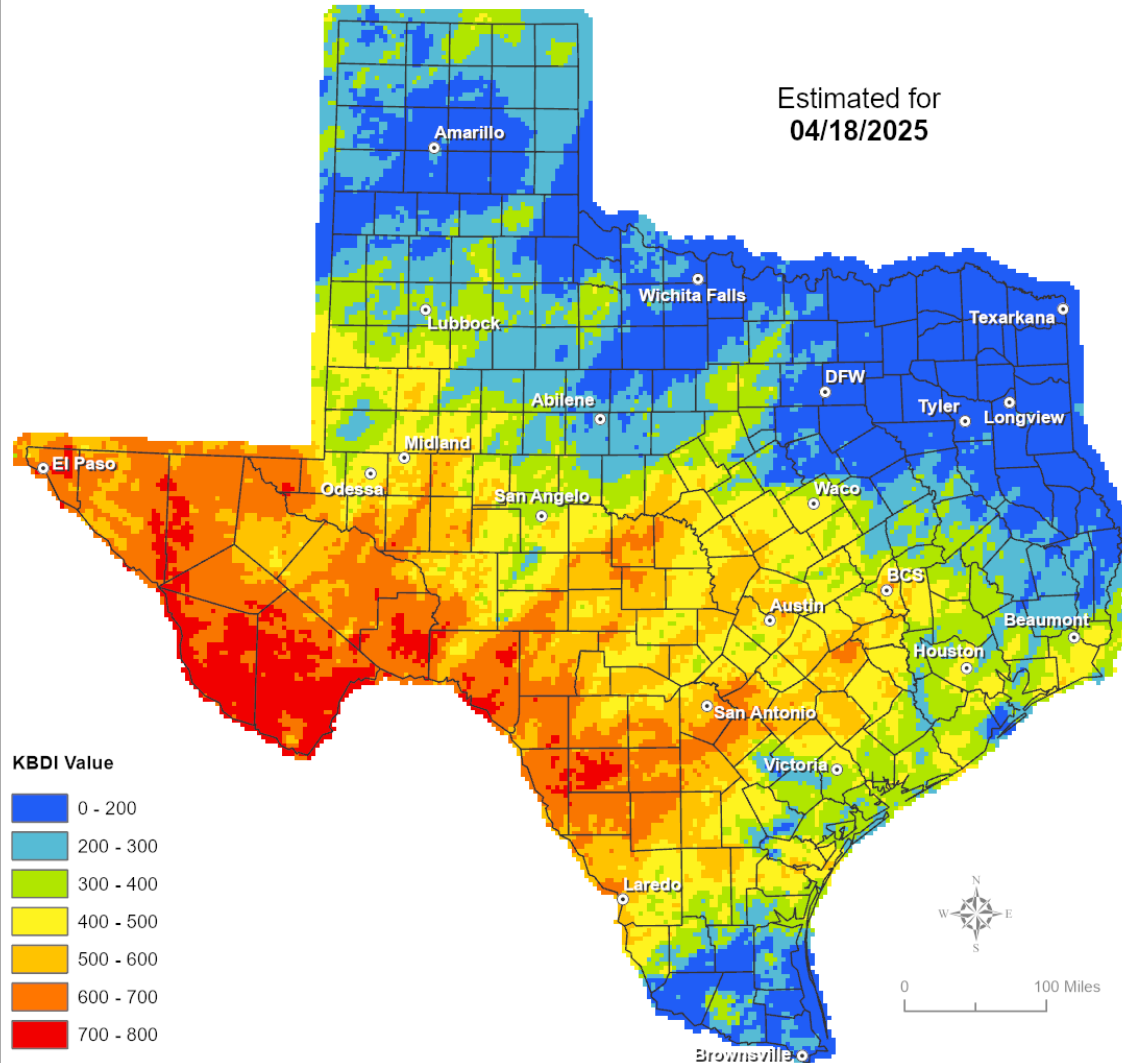 Estimated for
04/18/2025
Amarillo
Wichita Falls
Lubbock
Texarkana
DFW
Abilene
Tyler
Longview
Midland
El Paso
Odessa
San Angelo
Waco
BCS
Austin
Beaumont
Houston
San Antonio
Victoria
Laredo
Brownsville
KBDI Value
0 - 200
200 - 300
300 - 400
400 - 500
500 - 600
600 - 700
700 - 800
N
W E
S
0 100 Miles